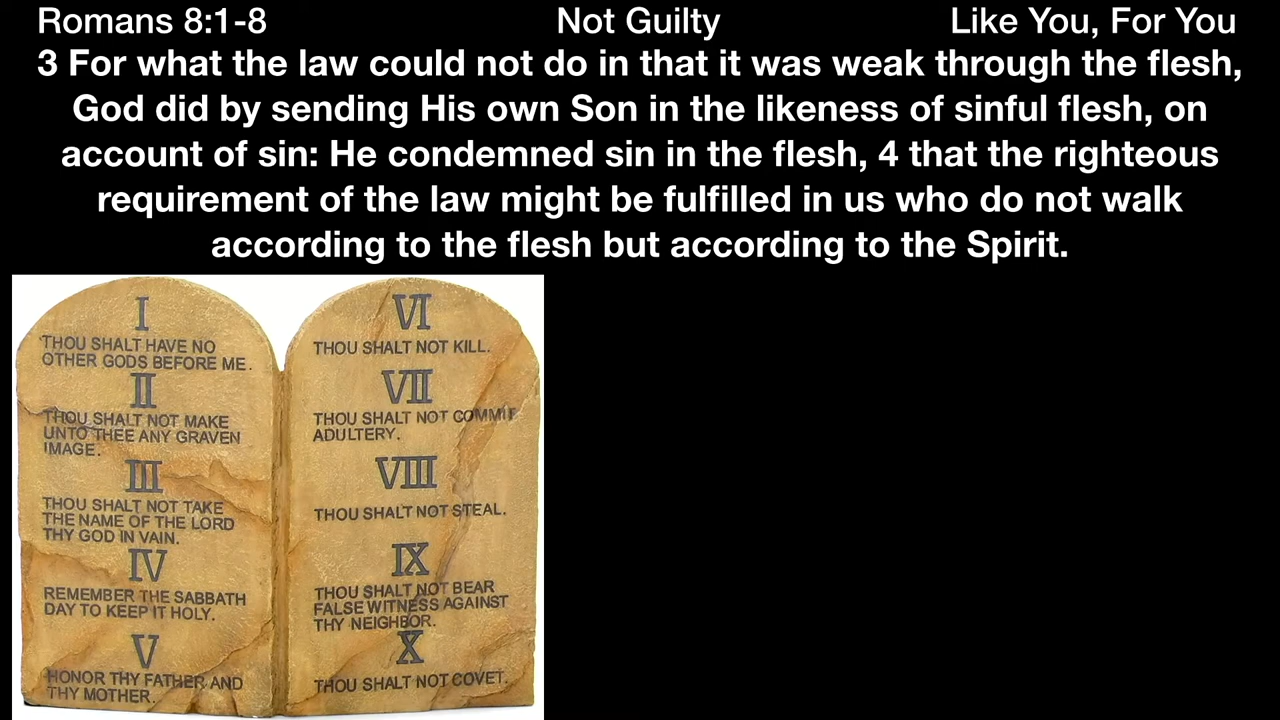 Romans 8:1-8
Not Guilty
Like You, For You
3 For what the law could not do in that it was weak through the flesh,
God did by sending His own Son in the likeness of sinful flesh, on
account of sin: He condemned sin in the flesh, 4 that the righteous
requirement of the law might be fulfilled in us who do not walk
according to the flesh but according to the Spirit.
I
THOU SHALT HAVE NO
OTHER GODS BEFORE ME.
II
THOU SHALT NOT MAKE
UNTO THEE ANY GRAVEN
IMAGE.
III
THOU SHALT NOT TAKE
THE NAME OF THE LORD
THY GOD IN VAIN.
IV
REMEMBER THE SABBATH
DAY TO KEEP IT HOLY.
V
HONOR THY FATHER AND
THY MOTHER.
VI
THOU SHALT NOT KILL.
VII
THOU SHALT NOT COMMIT
ADULTERY.
VIII
THOU SHALT NOT STEAL.
IX
THOU SHALT NOT BEAR
FALSE WITNESS AGAINST
THY NEIGHBOR.
X
THOU SHALT NOT COVET.